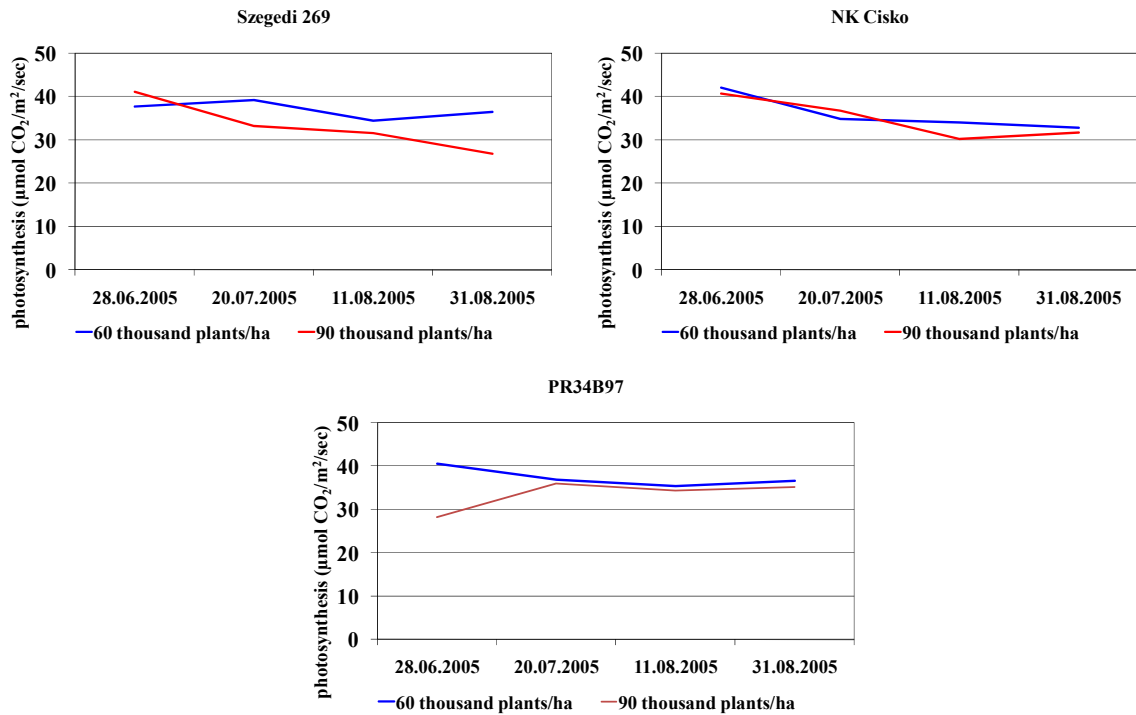 Szegedi 269
photosynthesis (µmol CO₂/m²/sec)
50
40
30
20
10
0
28.06.2005 20.07.2005 11.08.2005 31.08.2005
60 thousand plants/ha 90 thousand plants/ha
NK Cisko
photosynthesis (µmol CO₂/m²/sec)
50
40
30
20
10
0
28.06.2005 20.07.2005 11.08.2005 31.08.2005
60 thousand plants/ha 90 thousand plants/ha
PR34B97
photosynthesis (µmol CO₂/m²/sec)
50
40
30
20
10
0
28.06.2005 20.07.2005 11.08.2005 31.08.2005
60 thousand plants/ha 90 thousand plants/ha